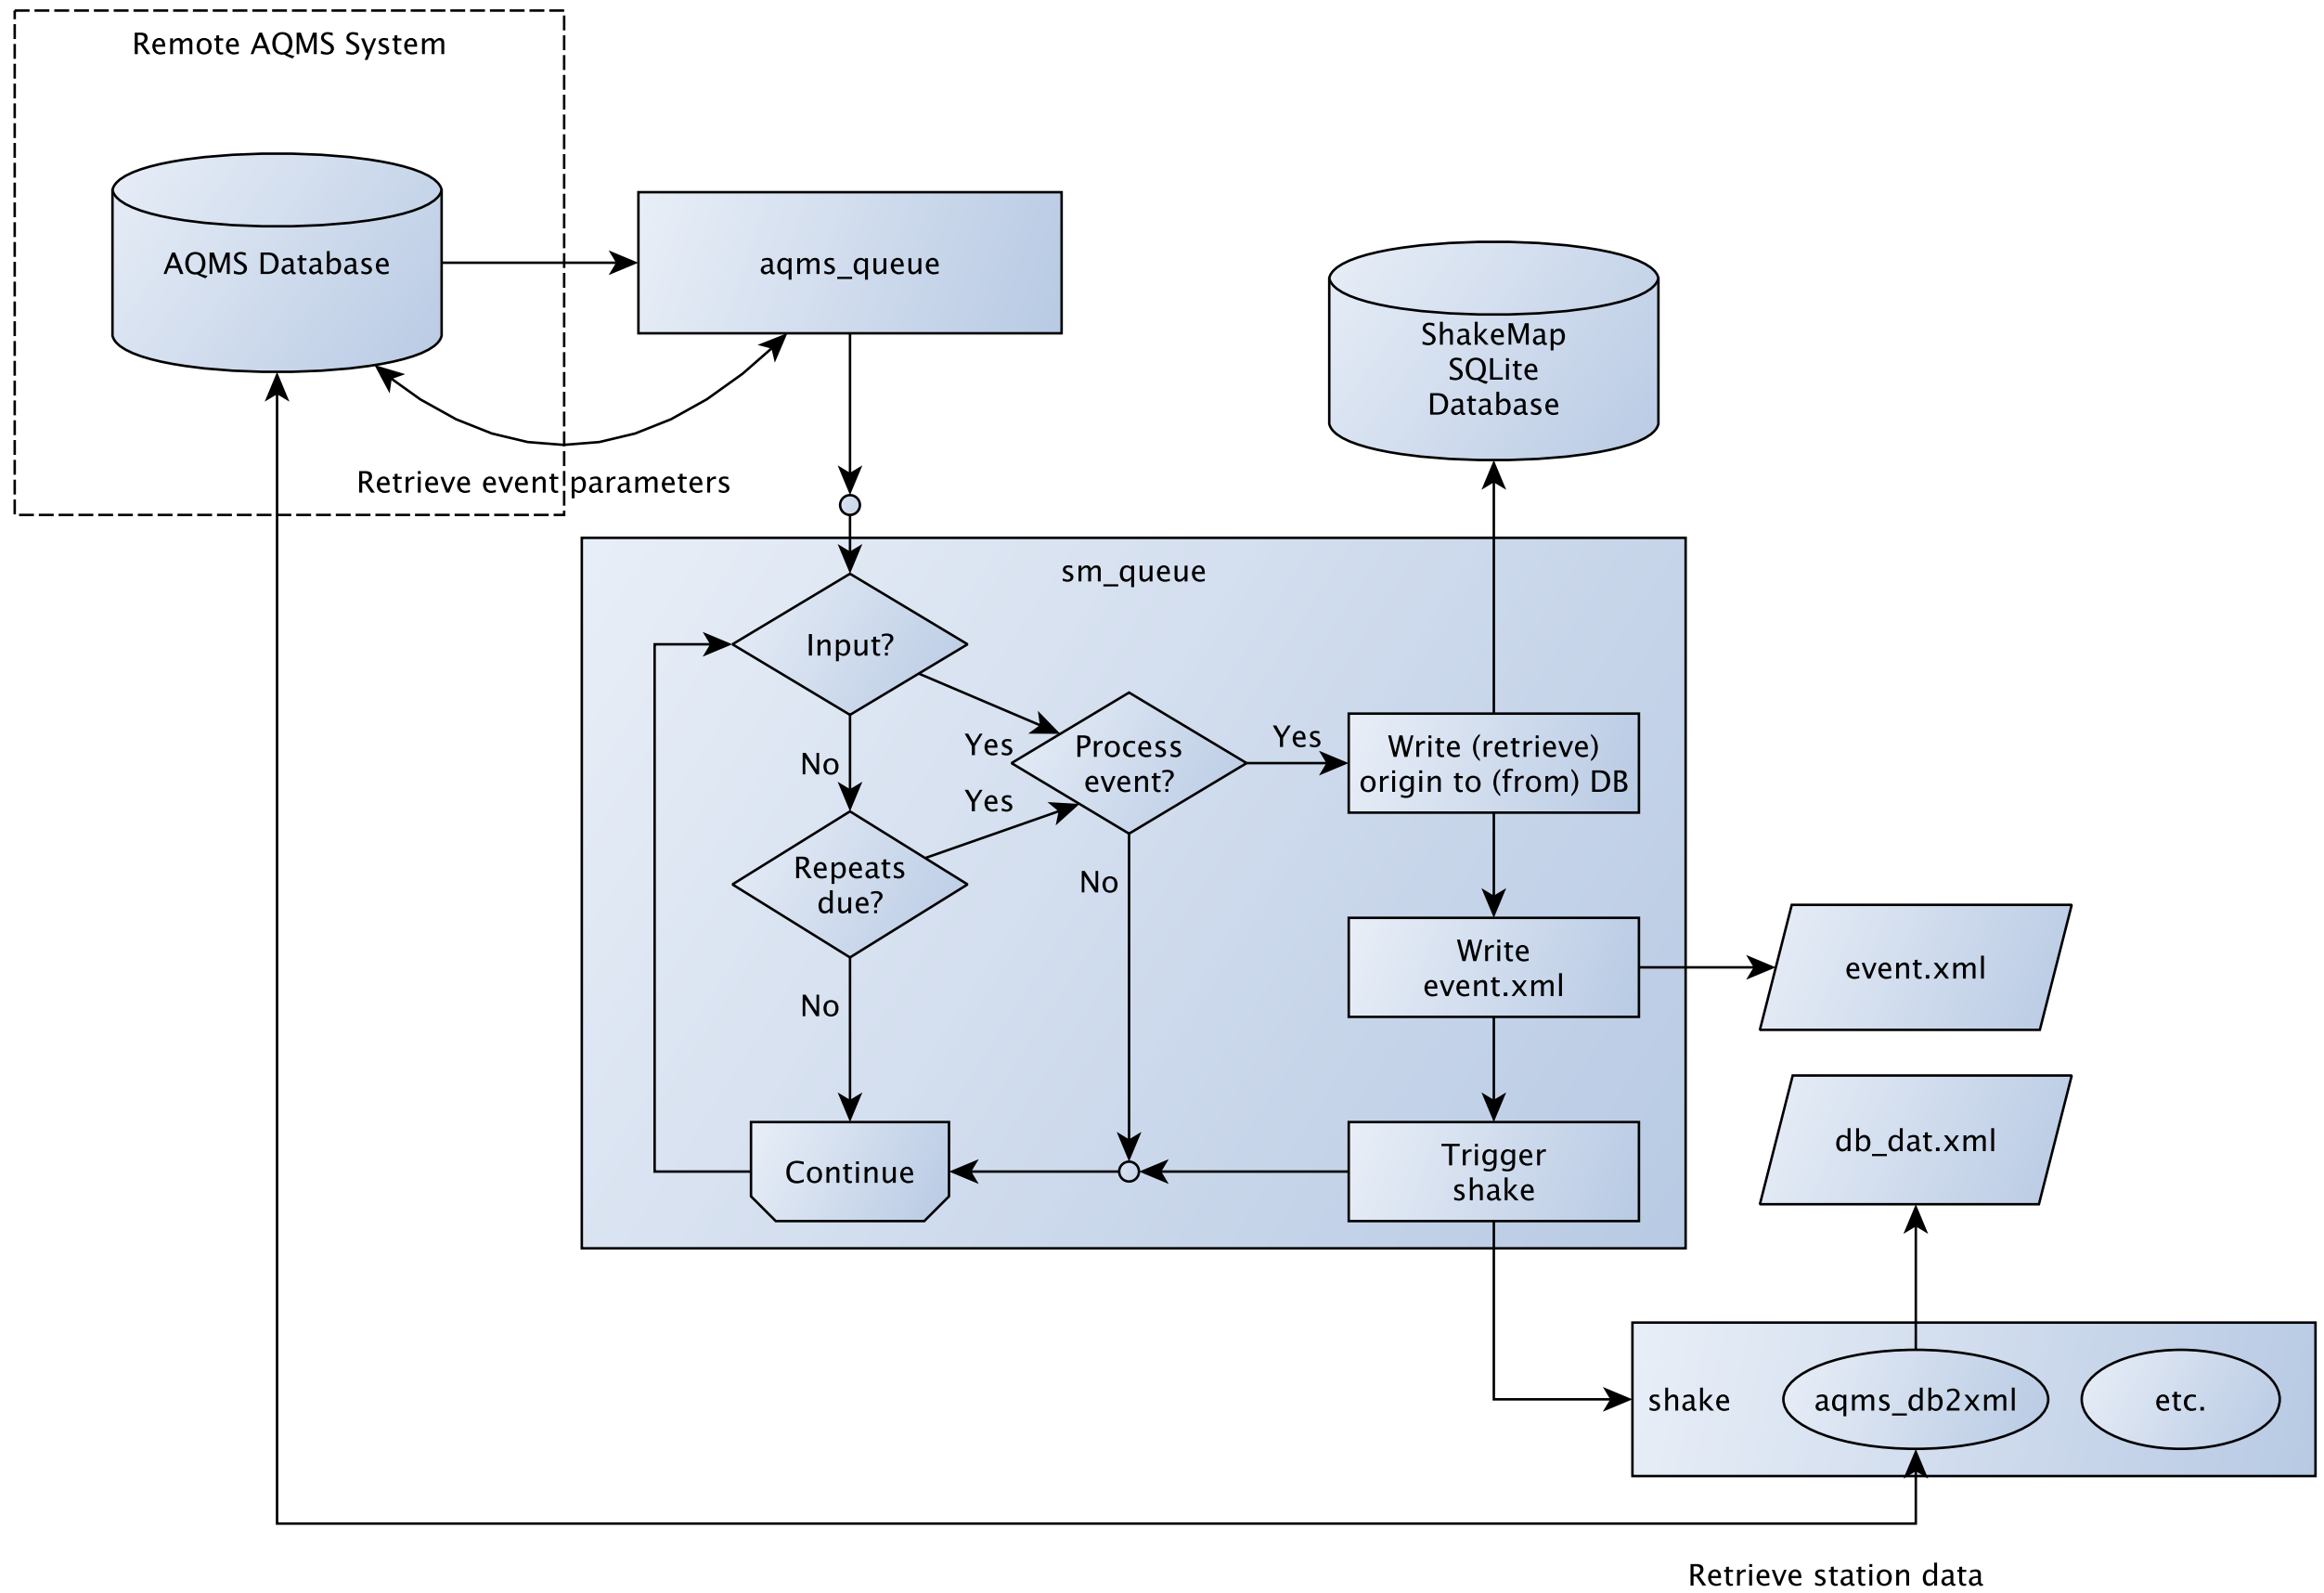 Remote AQMS System
AQMS Database
aqms_queue
ShakeMap
SQLite
Database
Retrieve event parameters
sm_queue
Input?
Yes
No
Process
event?
Yes
Write (retrieve)
origin to (from) DB
Yes
Repeats
due?
No
No
Write
event.xml
event.xml
db_dat.xml
Continue
Trigger
shake
shake
aqms_db2xml
etc.
Retrieve station data